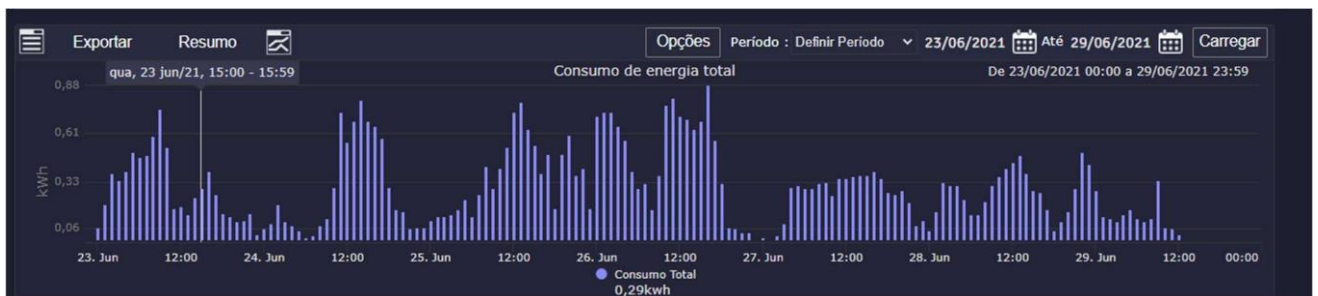 Exportar Resumo Opções Período : Definir Período 23/06/2021 Até 29/06/2021 Carregar
qua, 23 jun/21, 15:00 - 15:59 Consumo de energia total De 23/06/2021 00:00 a 29/06/2021 23:59
0,88
0,61
0,33
0,06
kWh
23. Jun 12:00 24. Jun 12:00 25. Jun 12:00 26. Jun 12:00 27. Jun 12:00 28. Jun 12:00 29. Jun 12:00 00:00
Consumo Total
0,29kwh